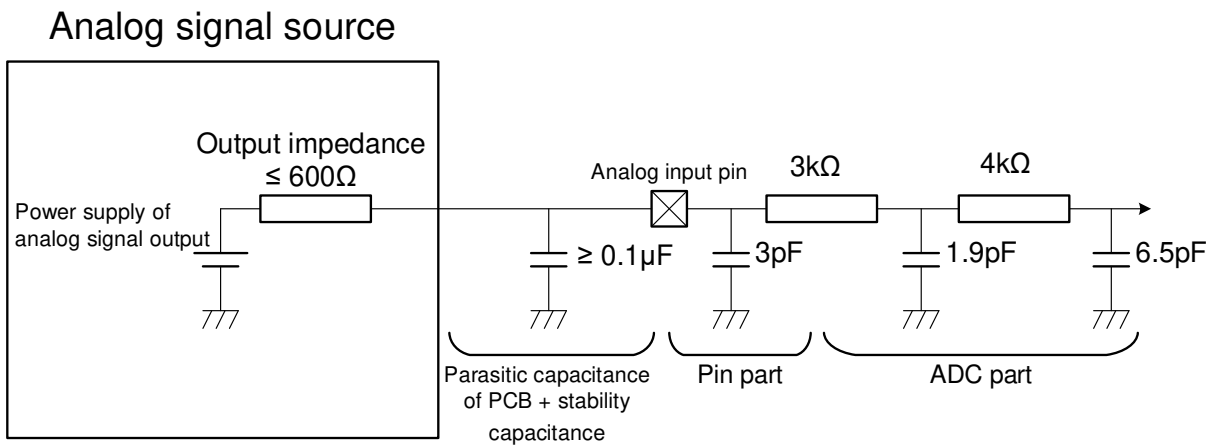 Analog signal source
Output impedance
≤ 600Ω
Power supply of
analog signal output
Analog input pin
3kΩ
4kΩ
≥ 0.1µF
3pF
1.9pF
6.5pF
Parasitic capacitance
of PCB + stability
capacitance
Pin part
ADC part